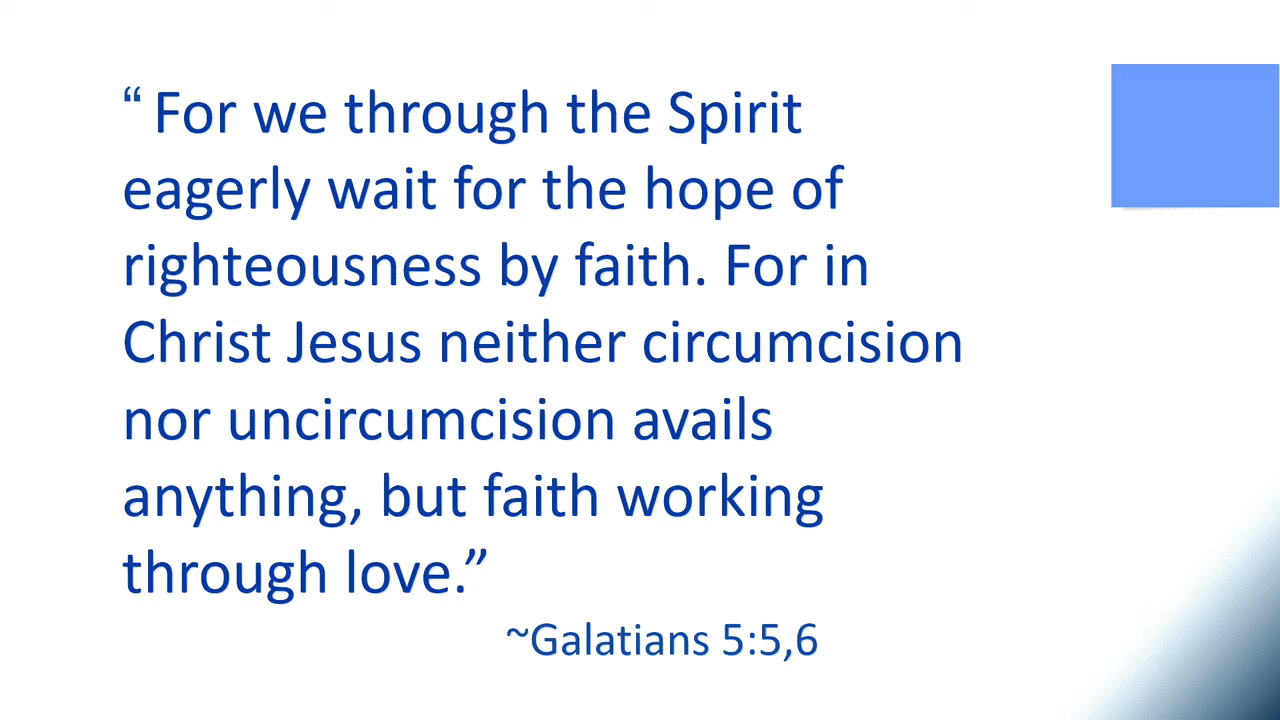 “ For we through the Spirit
eagerly wait for the hope of
righteousness by faith. For in
Christ Jesus neither circumcision
nor uncircumcision avails
anything, but faith working
through love.”
~Galatians 5:5,6